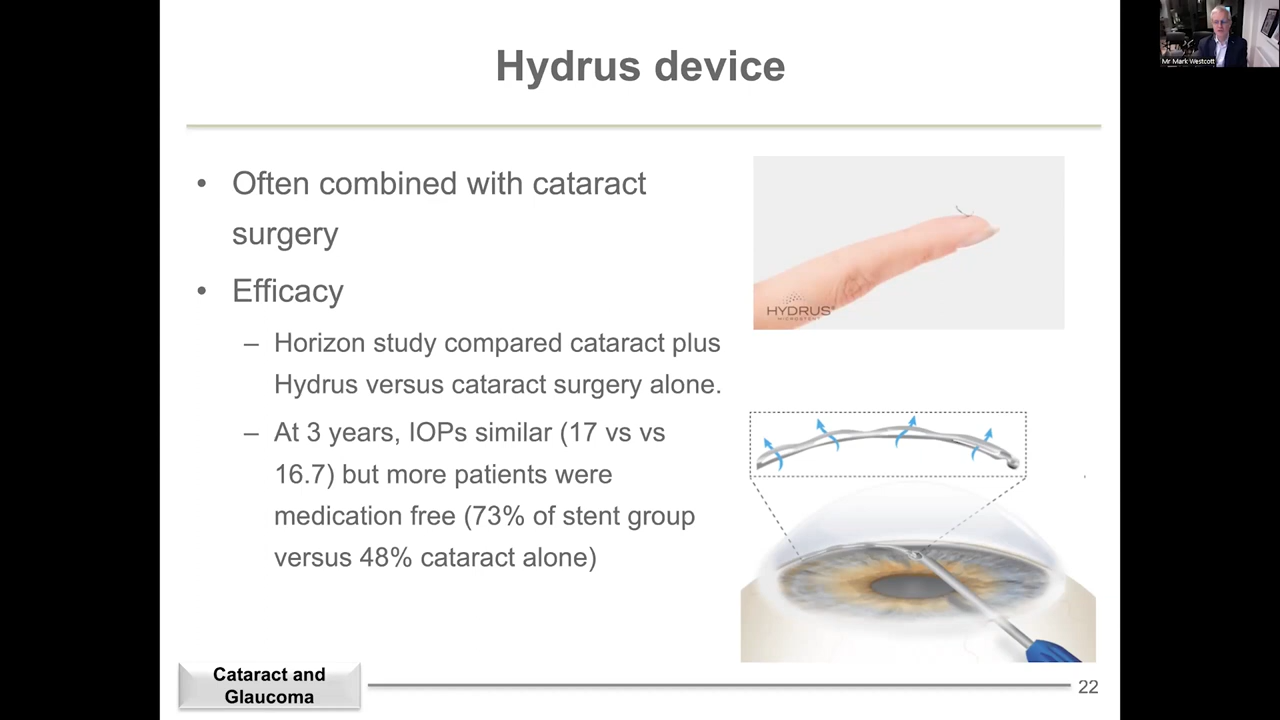 Hydrus device
• Often combined with cataract
surgery
• Efficacy
– Horizon study compared cataract plus
Hydrus versus cataract surgery alone.
– At 3 years, IOPs similar (17 vs vs
16.7) but more patients were
medication free (73% of stent group
versus 48% cataract alone)
HYDRUS
MICROSTENT
Cataract and
Glaucoma
22
Mr Mark Westcott